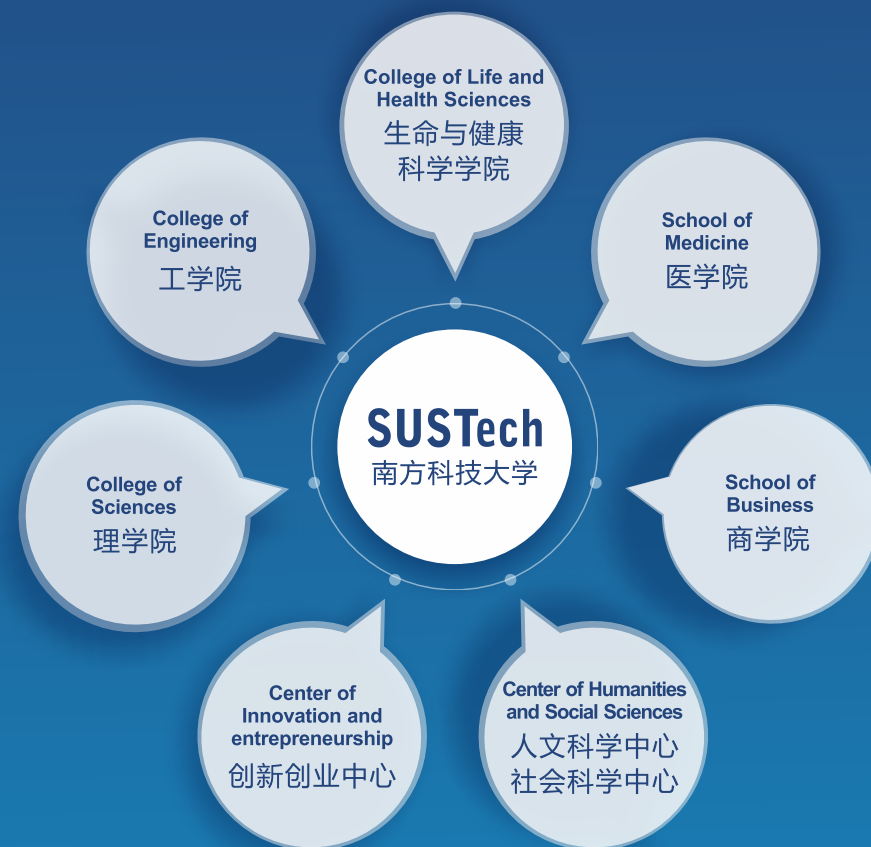 College of Life and
Health Sciences
生命与健康
科学学院
College of
Engineering
工学院
School of
Medicine
医学院
SUSTech
南方科技大学
College of
Sciences
理学院
School of
Business
商学院
Center of
Innovation and
entrepreneurship
创新创业中心
Center of Humanities
and Social Sciences
人文科学中心
社会科学中心